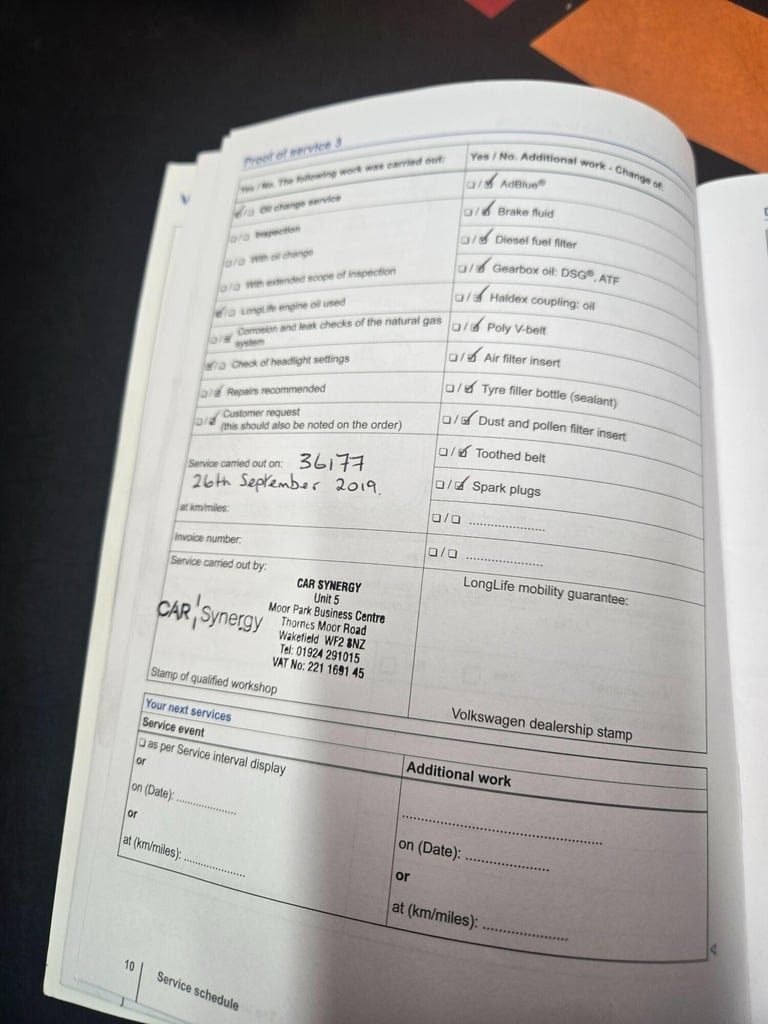 Proof of service 3
Yes / No. The following work was carried out:
☑/☐ Oil change service
☐/☐ Inspection
☐/☐ With oil change
☐/☐ With extended scope of inspection
☑/☐ LongLife engine oil used
☐/☑ Corrosion and leak checks of the natural gas
system
☑/☐ Check of headlight settings
☐/☑ Repairs recommended
☐/☑ Customer request
(this should also be noted on the order)
Service carried out on: 36177
26th September 2019.
at km/miles:
Invoice number:
Service carried out by:
CAR Synergy
CAR SYNERGY
Unit 5
Moor Park Business Centre
Thornes Moor Road
Wakefield WF2 8NZ
Tel: 01924 291015
VAT No: 221 1691 45
Stamp of qualified workshop
Yes / No. Additional work - Change of:
☐/☑ AdBlue®
☐/☑ Brake fluid
☐/☑ Diesel fuel filter
☐/☑ Gearbox oil: DSG®, ATF
☐/☑ Haldex coupling: oil
☐/☑ Poly V-belt
☐/☑ Air filter insert
☐/☑ Tyre filler bottle (sealant)
☐/☑ Dust and pollen filter insert
☐/☑ Toothed belt
☐/☑ Spark plugs
☐/☐ ....................
☐/☐ ....................
LongLife mobility guarantee:
Volkswagen dealership stamp
Your next services
Service event
☐ as per Service interval display
or
on (Date): ................
or
at (km/miles): ................
Additional work
........................................
on (Date): ......................
or
at (km/miles): ......................
10 Service schedule